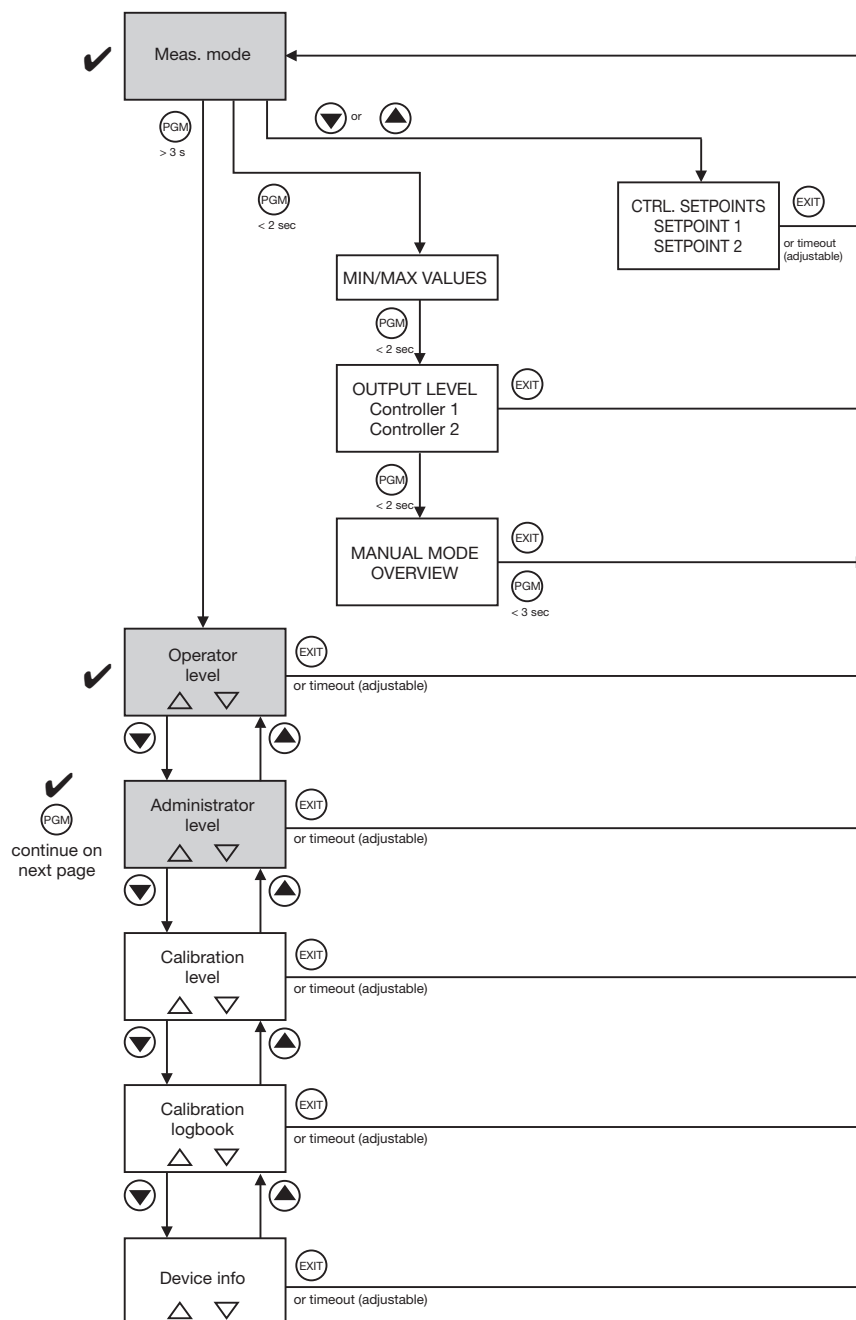 Meas. mode
PGM
> 3 s
or
PGM
< 2 sec
CTRL. SETPOINTS
SETPOINT 1
SETPOINT 2
EXIT
or timeout
(adjustable)
MIN/MAX VALUES
PGM
< 2 sec
OUTPUT LEVEL
Controller 1
Controller 2
EXIT
PGM
< 2 sec
MANUAL MODE
OVERVIEW
EXIT
PGM
< 3 sec
Operator
level
EXIT
or timeout (adjustable)
PGM
continue on
next page
Administrator
level
EXIT
or timeout (adjustable)
Calibration
level
EXIT
or timeout (adjustable)
Calibration
logbook
EXIT
or timeout (adjustable)
Device info
EXIT
or timeout (adjustable)